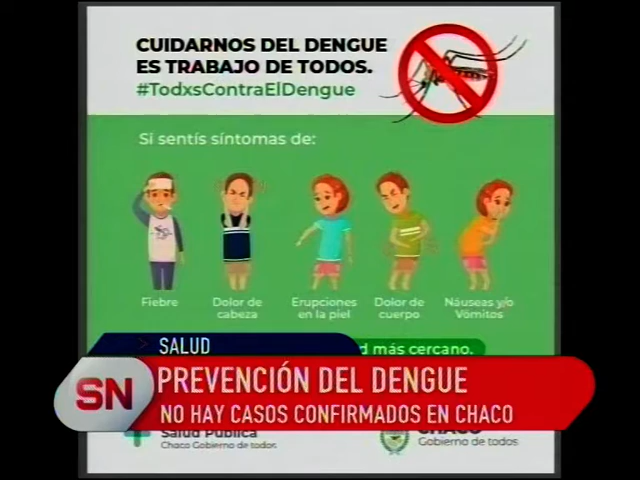 CUIDARNOS DEL DENGUE
ES TRABAJO DE TODOS.
#TodxsContraElDengue
Si sentís síntomas de:
Fiebre
Dolor de
cabeza
Erupciones
en la piel
Dolor de
cuerpo
Náuseas y/o
Vómitos
más cercano.
> SALUD
SN
PREVENCIÓN DEL DENGUE
NO HAY CASOS CONFIRMADOS EN CHACO
Salud Pública
Chaco Gobierno de todos
CHACO
Gobierno de todos